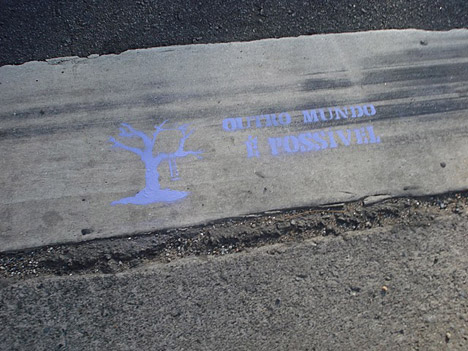 OUTRO MUNDO
É POSSÍVEL